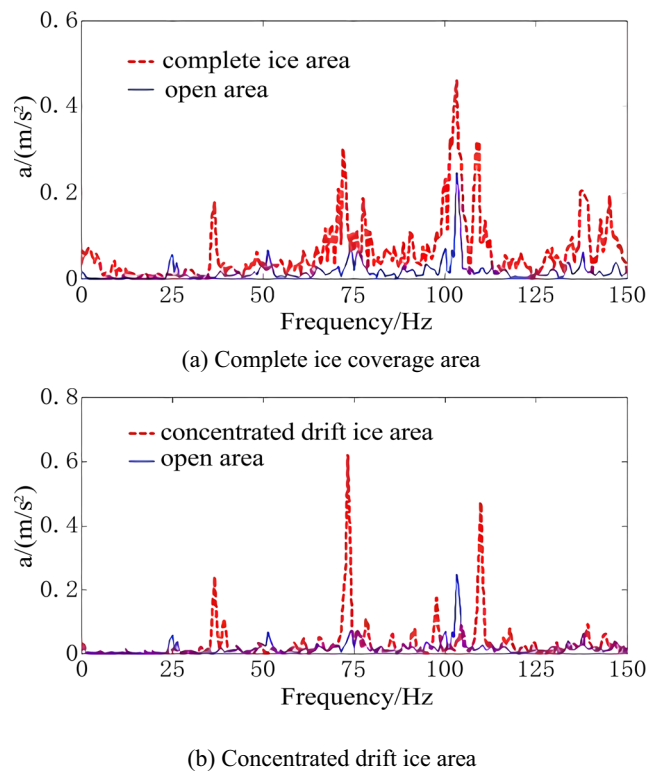 0.6
complete ice area
open area
0.4
a/(m/s²)
0.2
0
0 25 50 75 100 125 150
Frequency/Hz
(a) Complete ice coverage area
0.8
concentrated drift ice area
open area
0.6
a/(m/s²)
0.4
0.2
0
0 25 50 75 100 125 150
Frequency/Hz
(b) Concentrated drift ice area